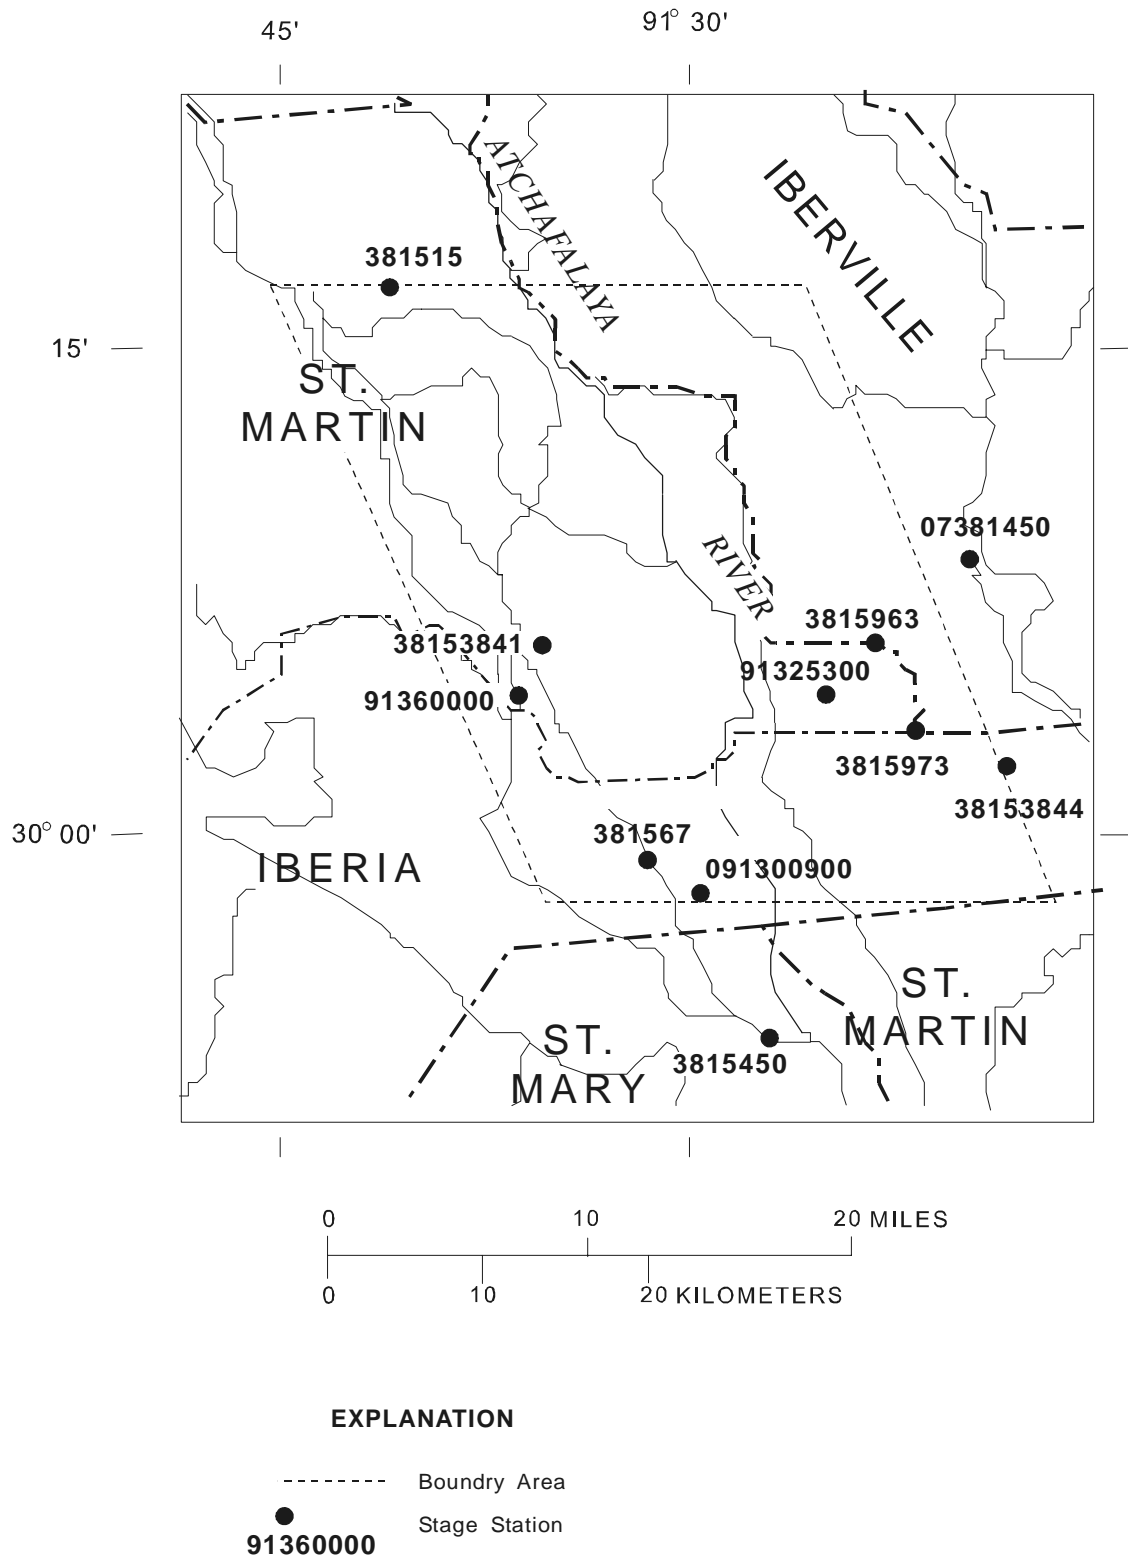 45'
91° 30'
ATCHAFALAYA
IBERVILLE
381515
15'
ST.
MARTIN
07381450
RIVER
3815963
38153841
91325300
91360000
3815973
38153844
30° 00'
381567
091300900
IBERIA
ST.
MARTIN
ST.
MARY
3815450
0 10 20 MILES
0 10 20 KILOMETERS
EXPLANATION
Boundry Area
Stage Station
91360000